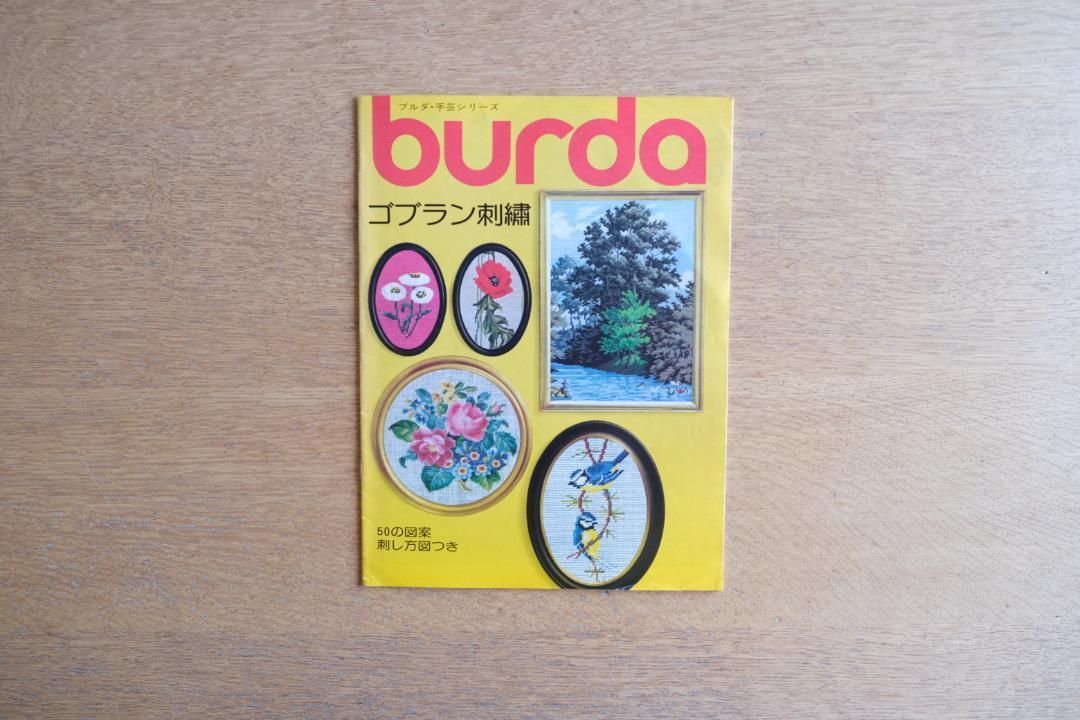 ブルダ・手芸シリーズ
burda
ゴブラン刺繡
50の図案
刺し方図つき